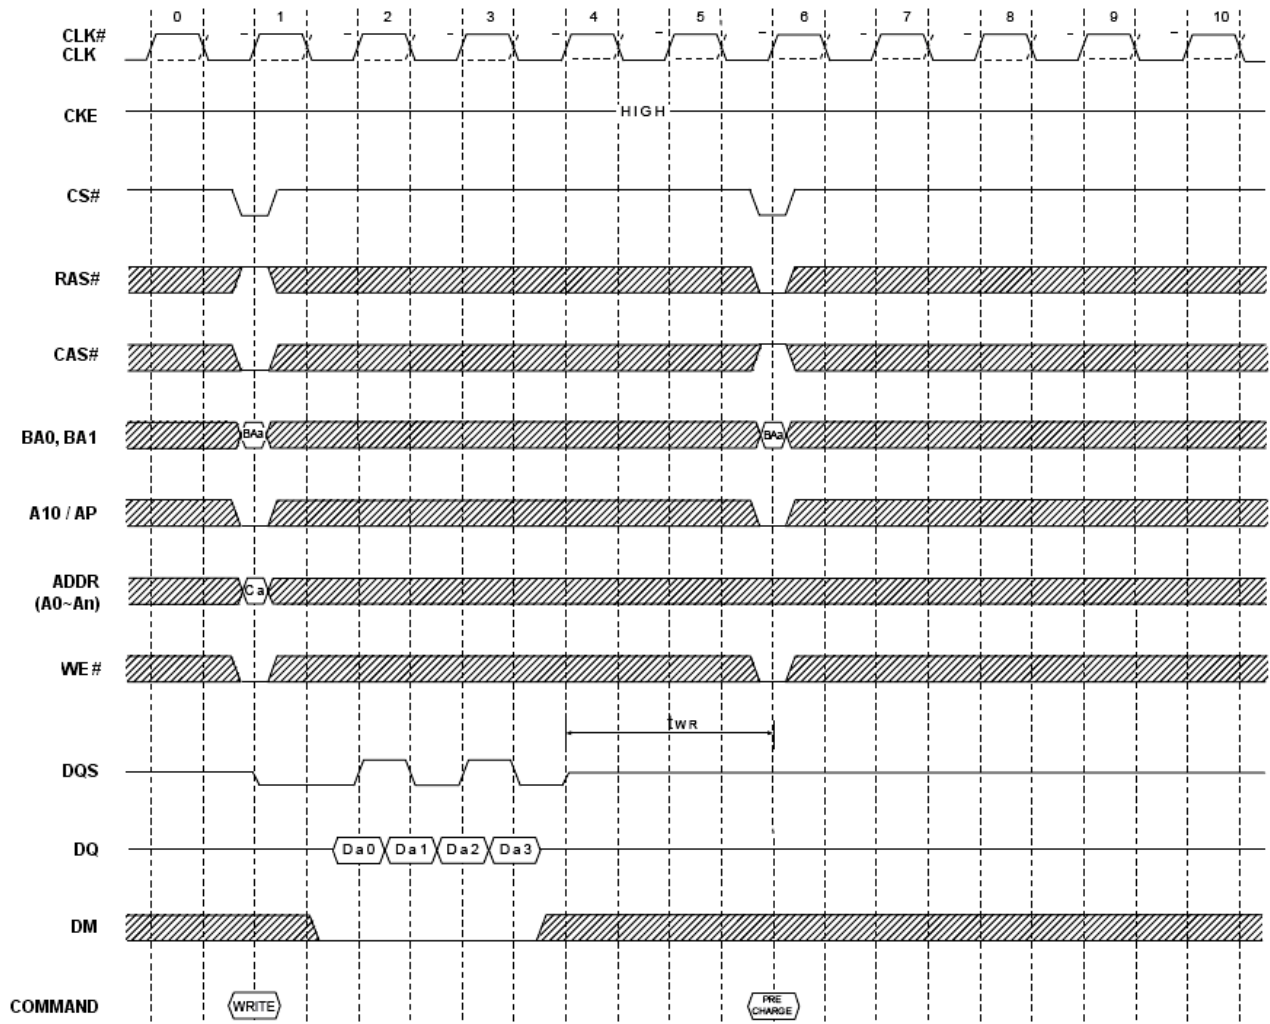 0 1 2 3 4 5 6 7 8 9 10
CLK#
CLK
CKE HIGH
CS#
RAS#
CAS#
BA0, BA1 BAa BAa
A10 / AP
ADDR
(A0~An) Ca
WE#
tWR
DQS
DQ Da0 Da1 Da2 Da3
DM
COMMAND WRITE PRE
CHARGE